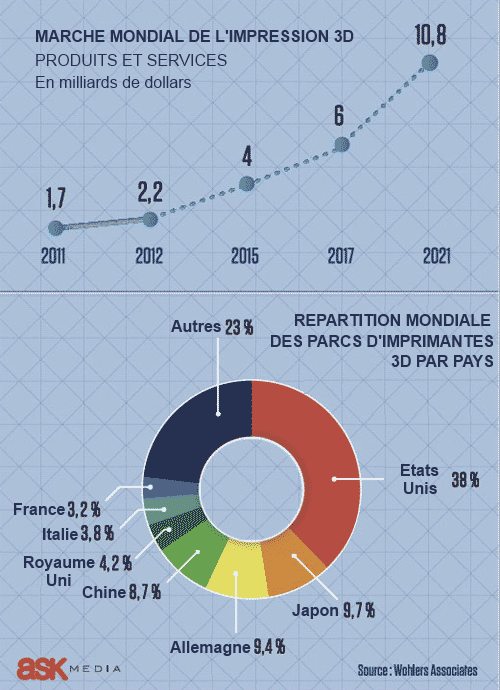 MARCHE MONDIAL DE L'IMPRESSION 3D
PRODUITS ET SERVICES
En milliards de dollars
10,8
6
4
2,2
1,7
2011 2012 2015 2017 2021
REPARTITION MONDIALE
DES PARCS D'IMPRIMANTES
3D PAR PAYS
Autres 23 %
Etats
Unis 38 %
France 3,2 %
Italie 3,8 %
Royaume 4,2 %
Uni
Chine 8,7 %
Japon 9,7 %
Allemagne 9,4 %
ask MEDIA
Source : Wohlers Associates